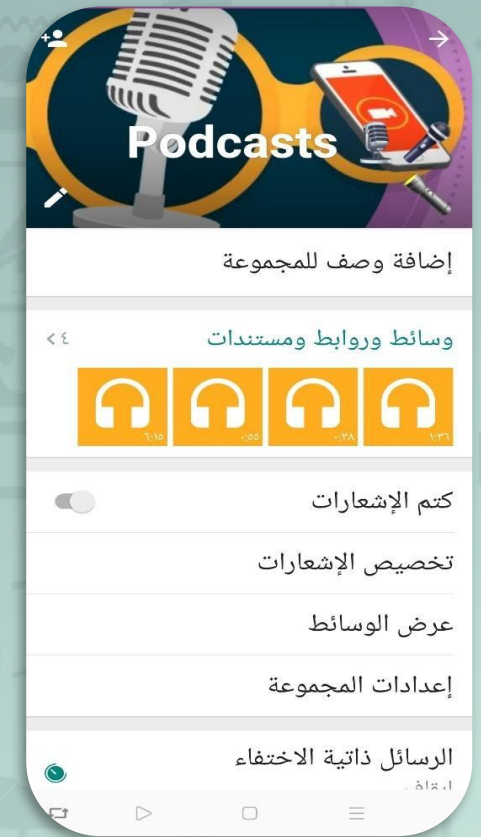 Podcasts
إضافة وصف للمجموعة
وسائط وروابط ومستندات
٤ >
١:٣٦ ٠:٣٨ ٠:٥٥ ٦:١٥
كتم الإشعارات
تخصيص الإشعارات
عرض الوسائط
إعدادات المجموعة
الرسائل ذاتية الاختفاء